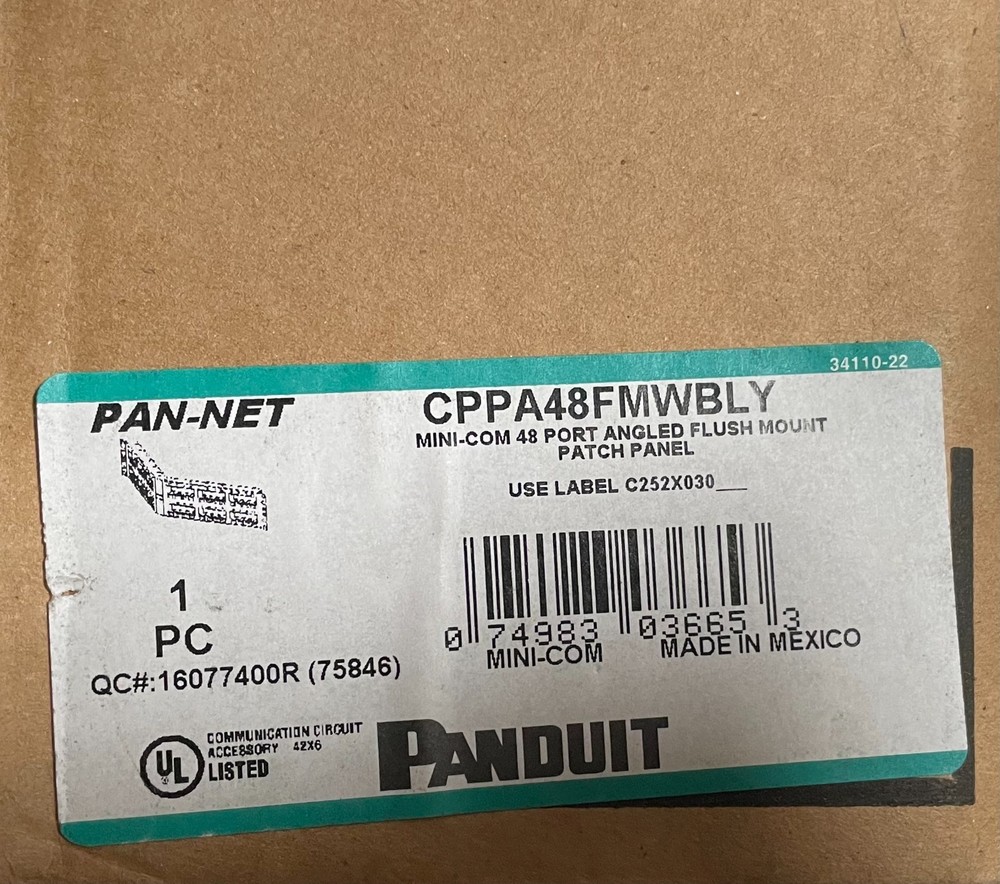 34110-22
PAN-NET
CPPA48FMWBLY
MINI-COM 48 PORT ANGLED FLUSH MOUNT
PATCH PANEL
USE LABEL C252X030___
1
PC
QC#:16077400R (75846)
0 74983 03665 3
MINI-COM MADE IN MEXICO
UL
COMMUNICATION CIRCUIT
ACCESSORY 42X6
LISTED
PANDUIT